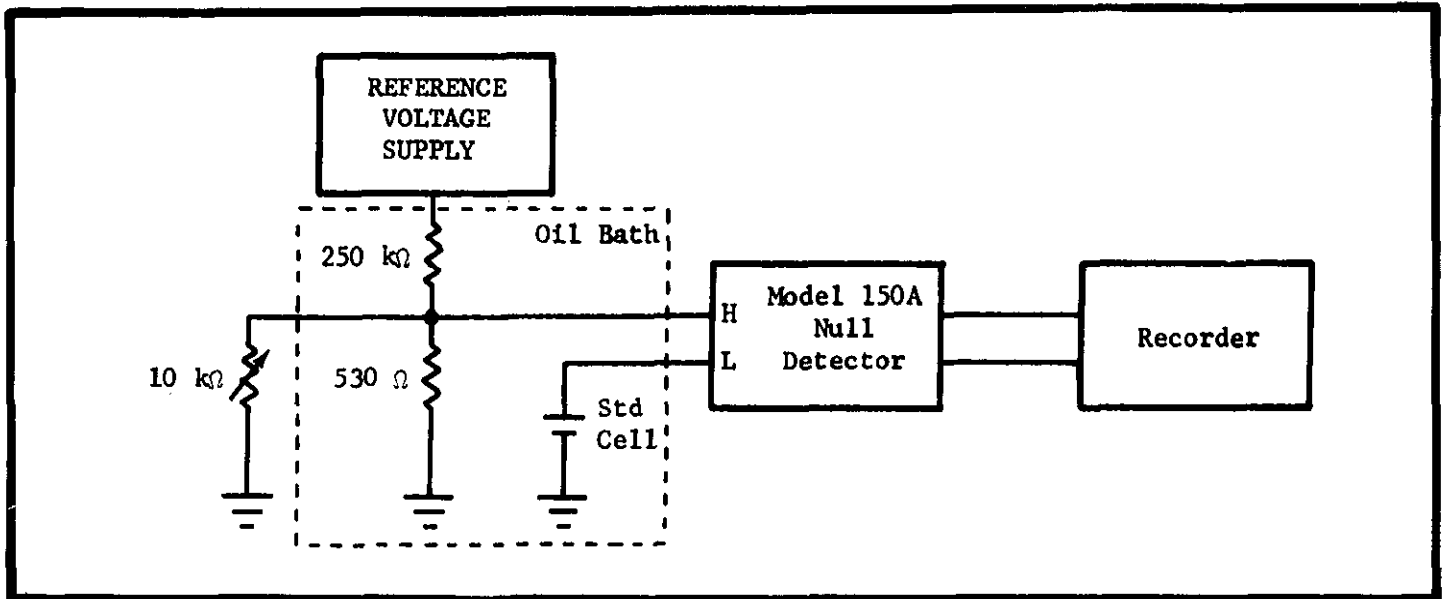 REFERENCE
VOLTAGE
SUPPLY
Oil Bath
250 kΩ
10 kΩ
530 Ω
Std
Cell
H
L
Model 150A
Null
Detector
Recorder